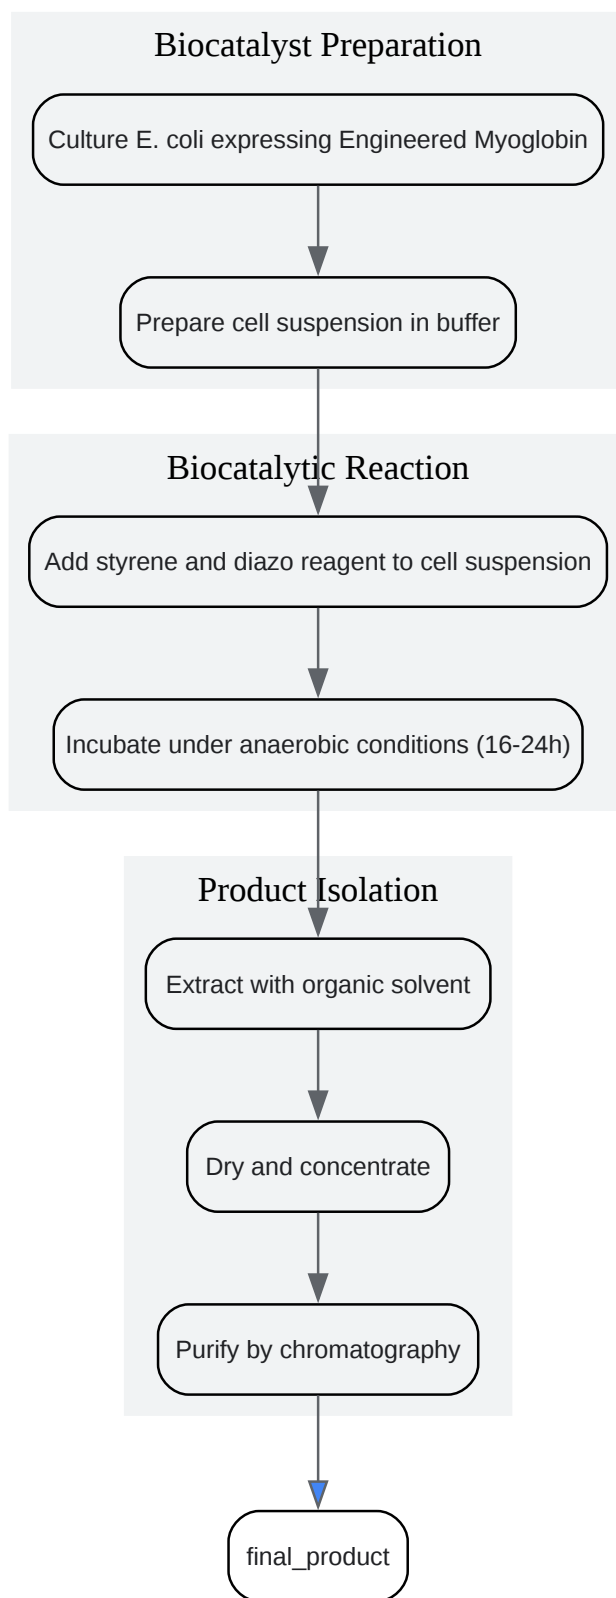 Biocatalyst Preparation
Culture E. coli expressing Engineered Myoglobin
Prepare cell suspension in buffer
Biocatalytic Reaction
Add styrene and diazo reagent to cell suspension
Incubate under anaerobic conditions (16-24h)
Product Isolation
Extract with organic solvent
Dry and concentrate
Purify by chromatography
final_product